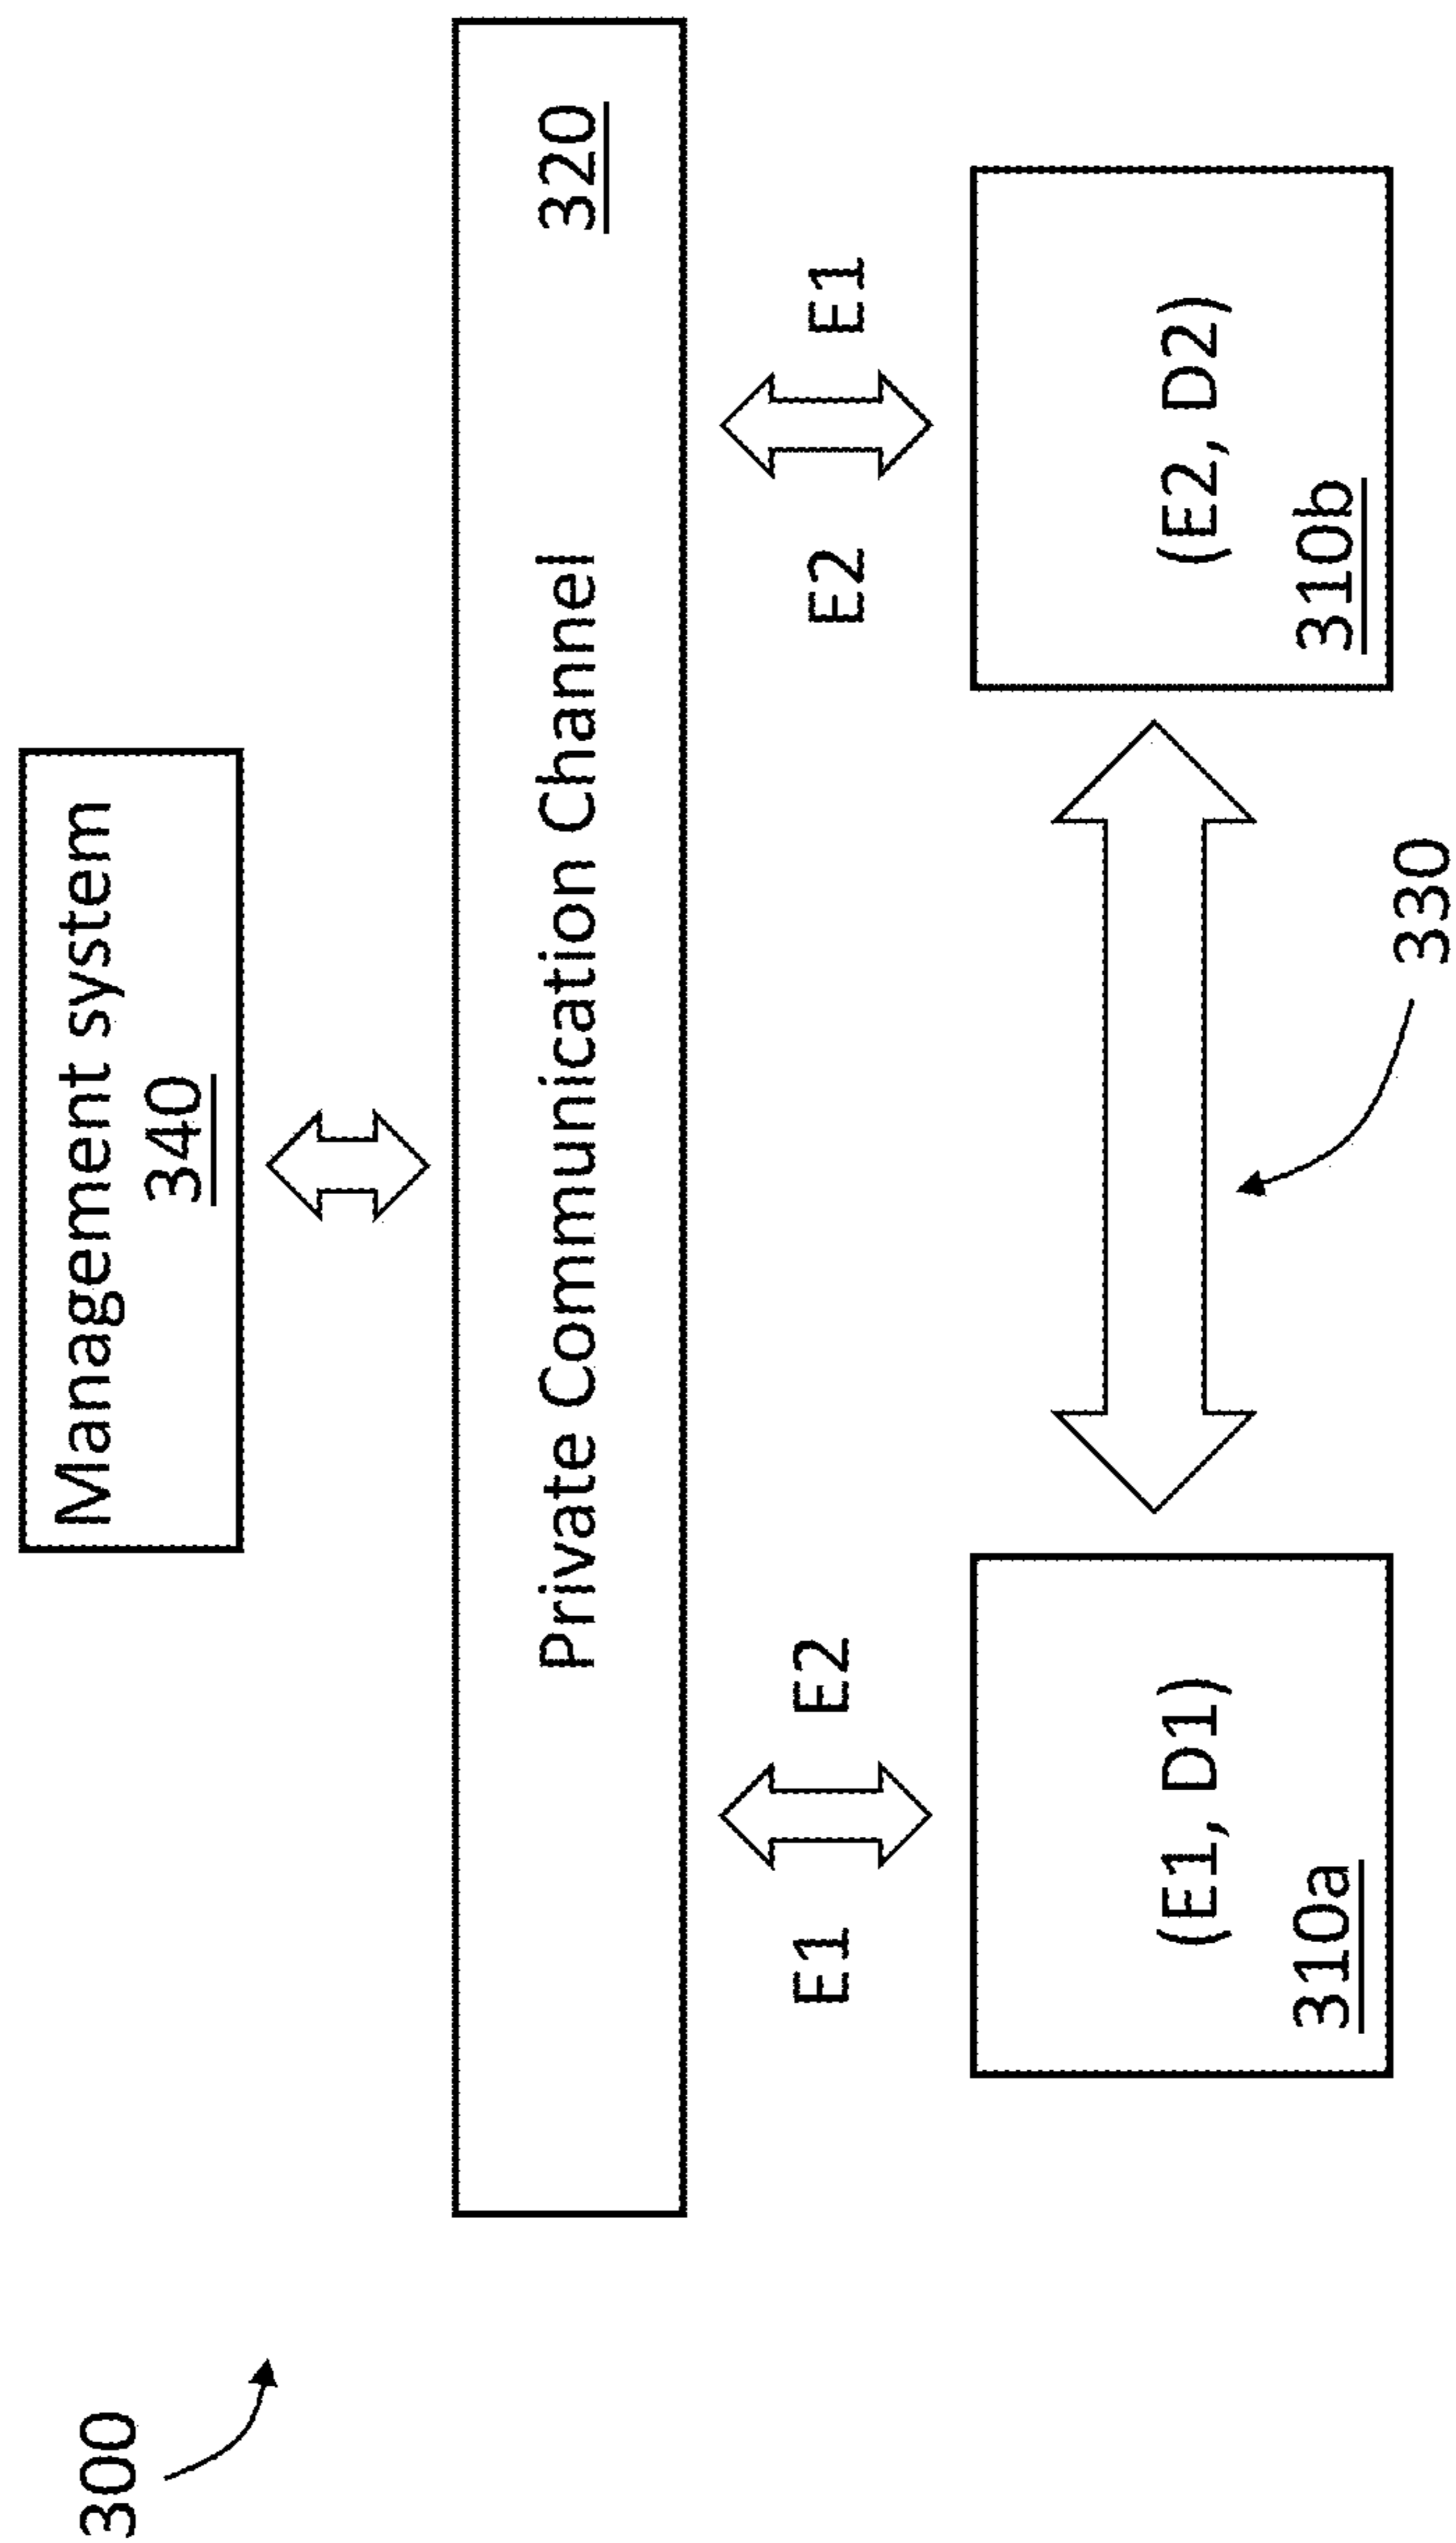 300
Management system
340
Private Communication Channel
320
E1
E2
E2
E1
(E1, D1)
310a
(E2, D2)
310b
330